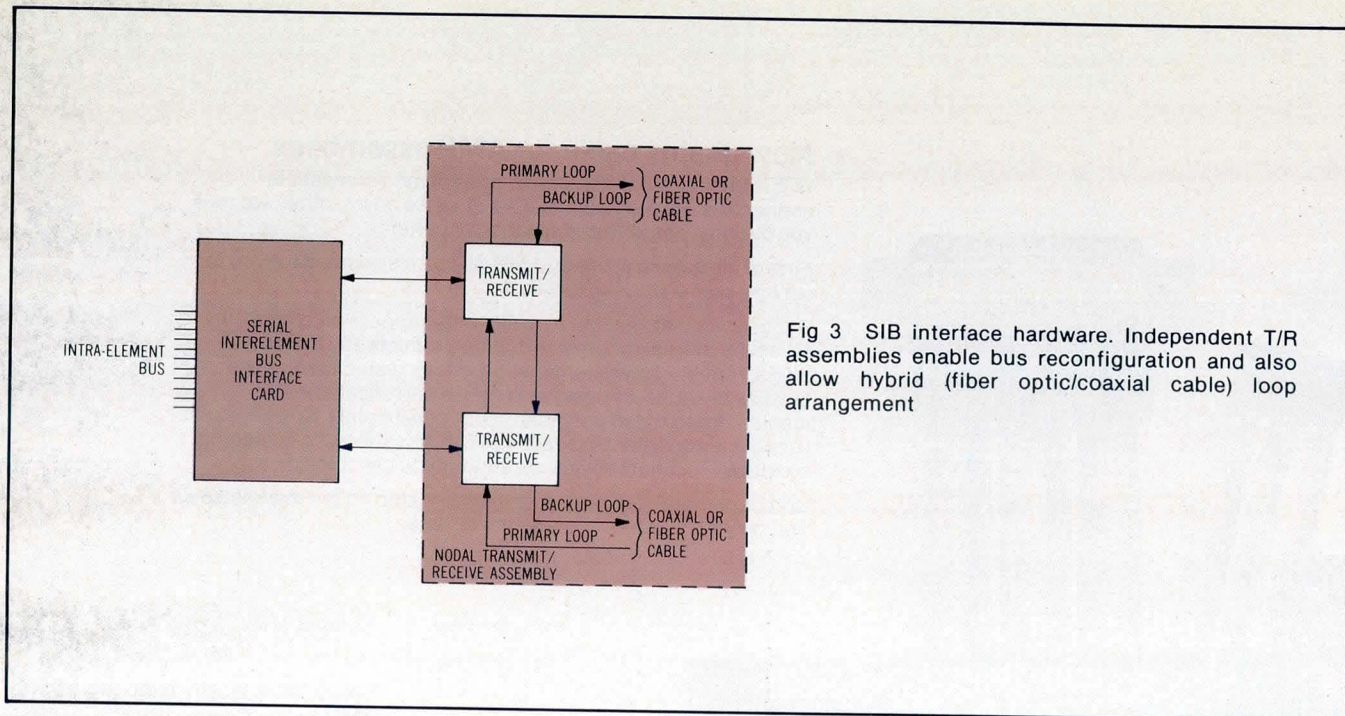 PRIMARY LOOP
BACKUP LOOP
COAXIAL OR
FIBER OPTIC
CABLE
TRANSMIT/
RECEIVE
SERIAL
INTERELEMENT
BUS
INTERFACE
CARD
INTRA-ELEMENT
BUS
TRANSMIT/
RECEIVE
BACKUP LOOP
PRIMARY LOOP
COAXIAL OR
FIBER OPTIC
CABLE
NODAL TRANSMIT/
RECEIVE ASSEMBLY
Fig 3 SIB interface hardware. Independent T/R
assemblies enable bus reconfiguration and also
allow hybrid (fiber optic/coaxial cable) loop
arrangement